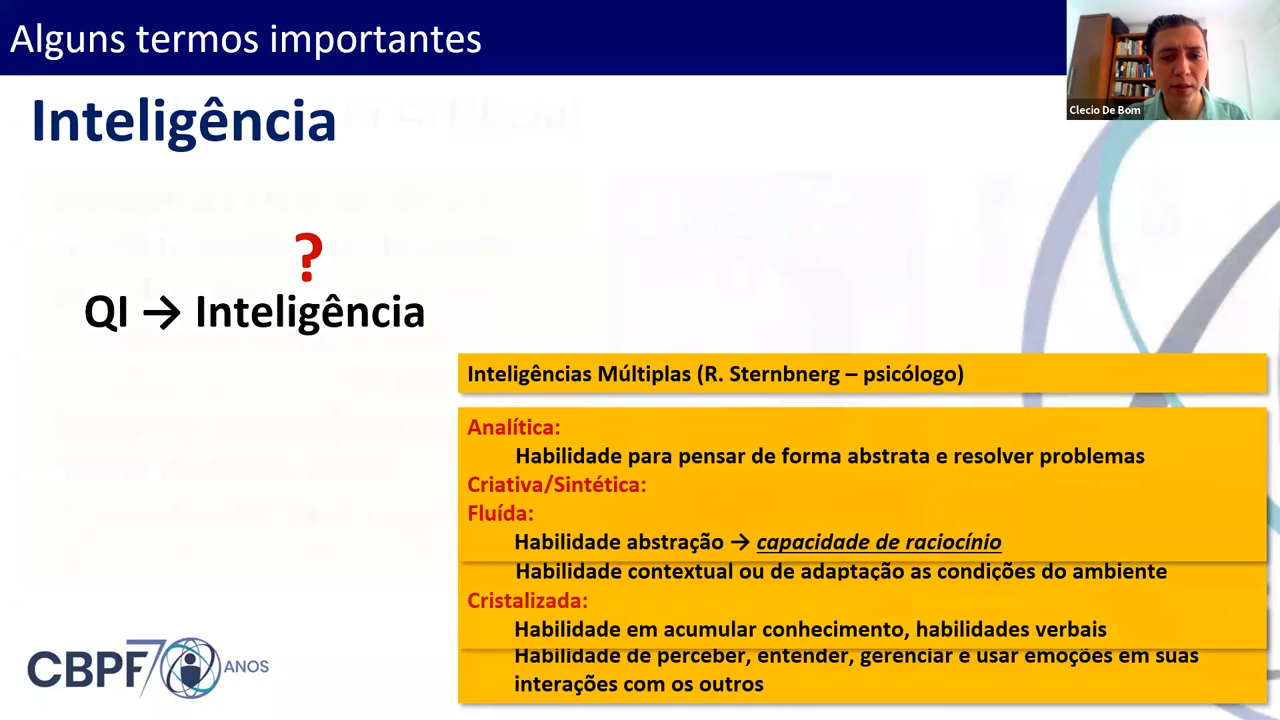 Alguns termos importantes
Clecio De Bom
Inteligência
?
QI → Inteligência
Inteligências Múltiplas (R. Sternbnerg – psicólogo)
Analítica:
Habilidade para pensar de forma abstrata e resolver problemas
Criativa/Sintética:
Fluída:
Habilidade abstração → capacidade de raciocínio
Habilidade contextual ou de adaptação as condições do ambiente
Cristalizada:
Habilidade em acumular conhecimento, habilidades verbais
Habilidade de perceber, entender, gerenciar e usar emoções em suas
interações com os outros
CBPF 70 ANOS